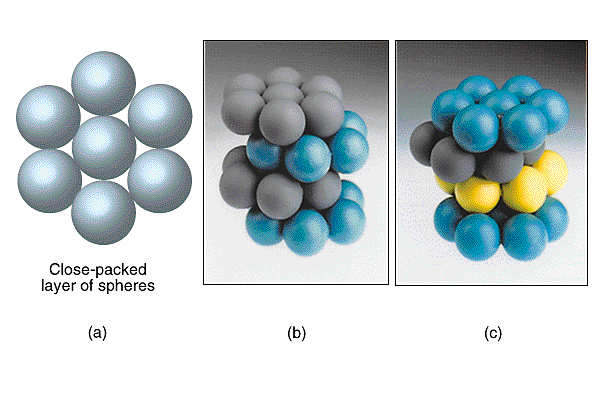 Close-packed
layer of spheres
(a)
(b)
(c)